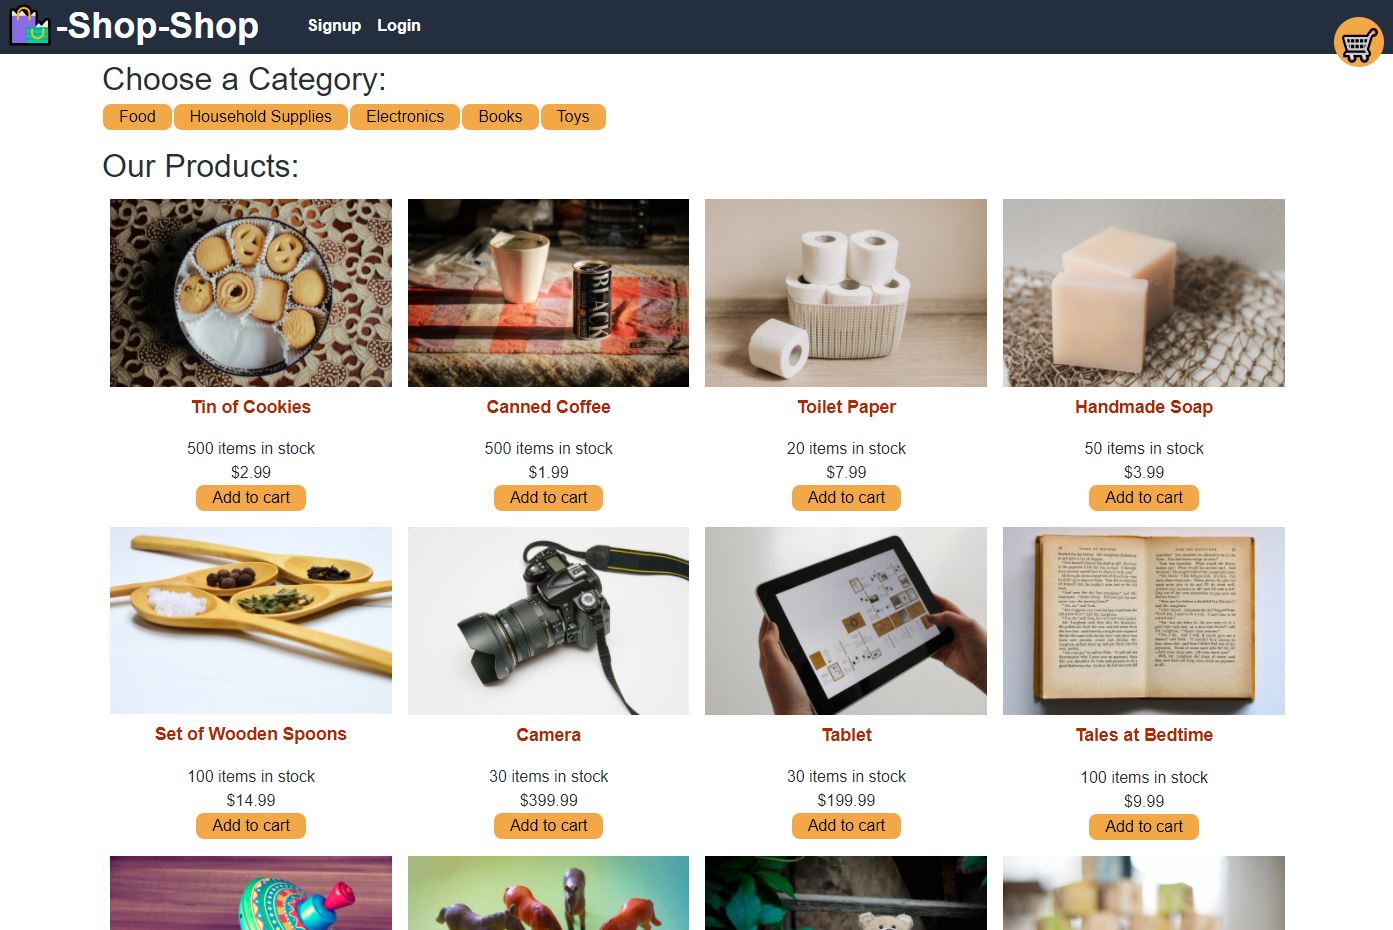 -Shop-Shop
Signup Login
Choose a Category:
Food Household Supplies Electronics Books Toys
Our Products:
BLACK
Tin of Cookies Canned Coffee Toilet Paper Handmade Soap
500 items in stock 500 items in stock 20 items in stock 50 items in stock
$2.99 $1.99 $7.99 $3.99
Add to cart Add to cart Add to cart Add to cart
Set of Wooden Spoons Camera Tablet Tales at Bedtime
100 items in stock 30 items in stock 30 items in stock 100 items in stock
$14.99 $399.99 $199.99 $9.99
Add to cart Add to cart Add to cart Add to cart